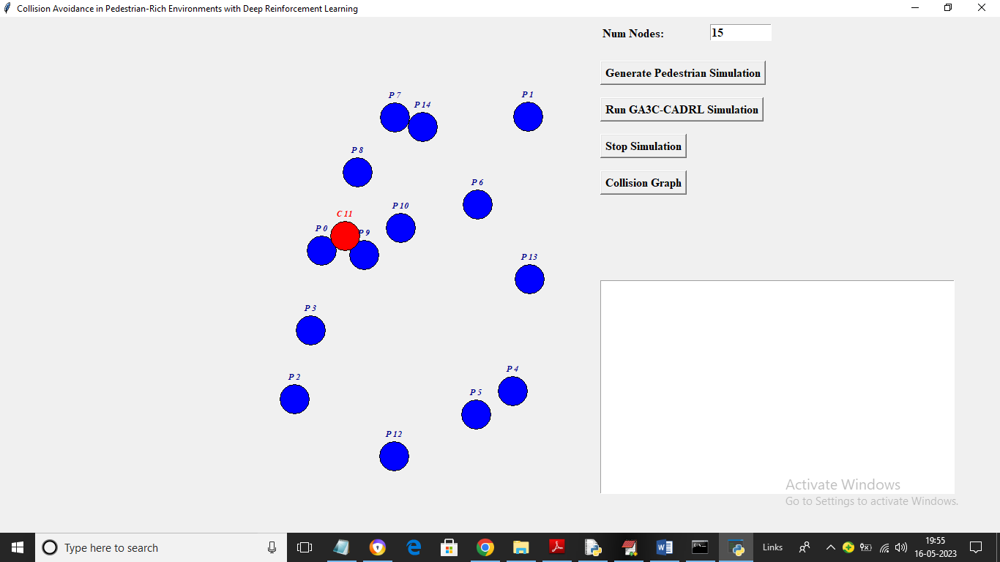 Collision Avoidance in Pedestrian-Rich Environments with Deep Reinforcement Learning
Num Nodes: 15
Generate Pedestrian Simulation
Run GA3C-CADRL Simulation
Stop Simulation
Collision Graph
P 7
P 14
P 1
P 8
P 6
P 10
C 11
P 0
P 9
P 13
P 3
P 2
P 4
P 5
P 12
Activate Windows
Go to Settings to activate Windows.
Type here to search
Links
19:55
16-05-2023